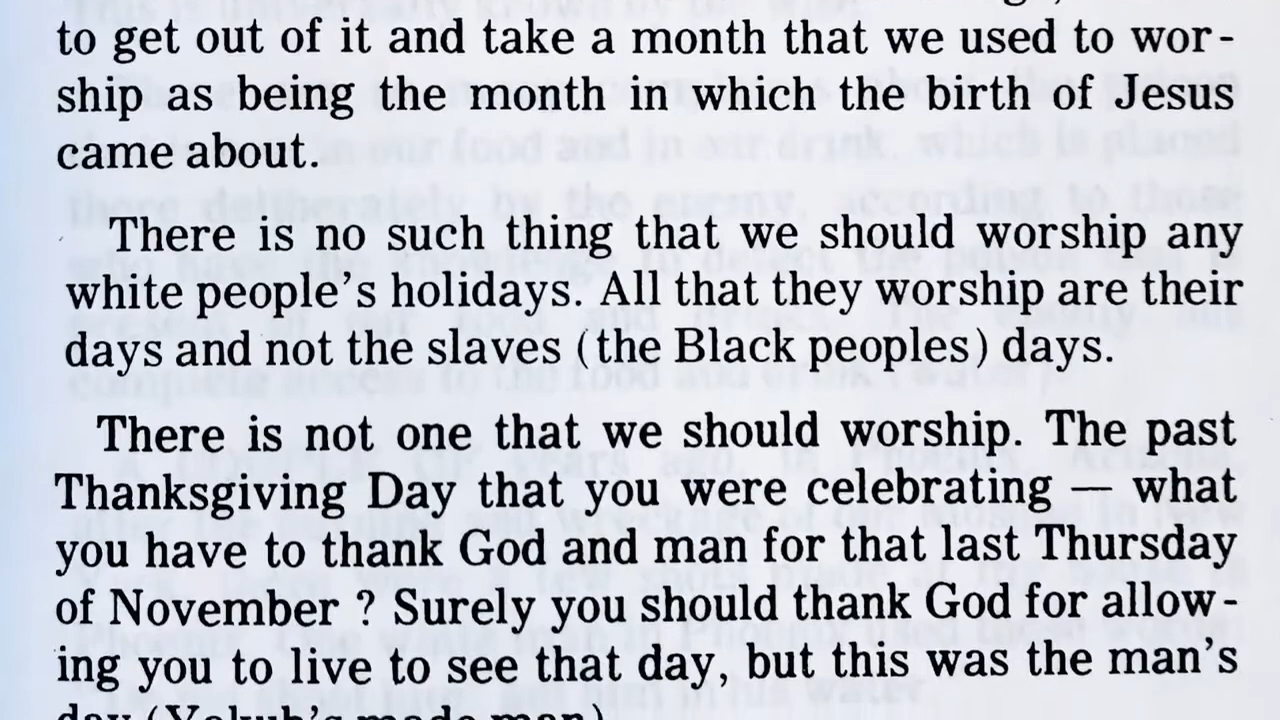 to get out of it and take a month that we used to wor-
ship as being the month in which the birth of Jesus
came about.
There is no such thing that we should worship any
white people's holidays. All that they worship are their
days and not the slaves (the Black peoples) days.
There is not one that we should worship. The past
Thanksgiving Day that you were celebrating — what
you have to thank God and man for that last Thursday
of November ? Surely you should thank God for allow-
ing you to live to see that day, but this was the man's
day (Yakub's made man)